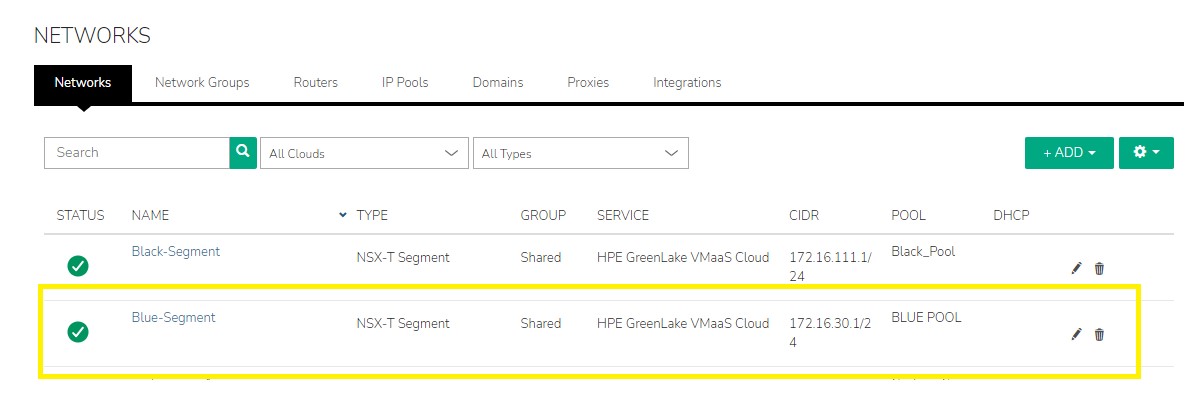 NETWORKS
Networks Network Groups Routers IP Pools Domains Proxies Integrations
Search All Clouds All Types + ADD
STATUS NAME TYPE GROUP SERVICE CIDR POOL DHCP
Black-Segment NSX-T Segment Shared HPE GreenLake VMaaS Cloud 172.16.111.1/ Black_Pool
24
Blue-Segment NSX-T Segment Shared HPE GreenLake VMaaS Cloud 172.16.30.1/2 BLUE POOL
4